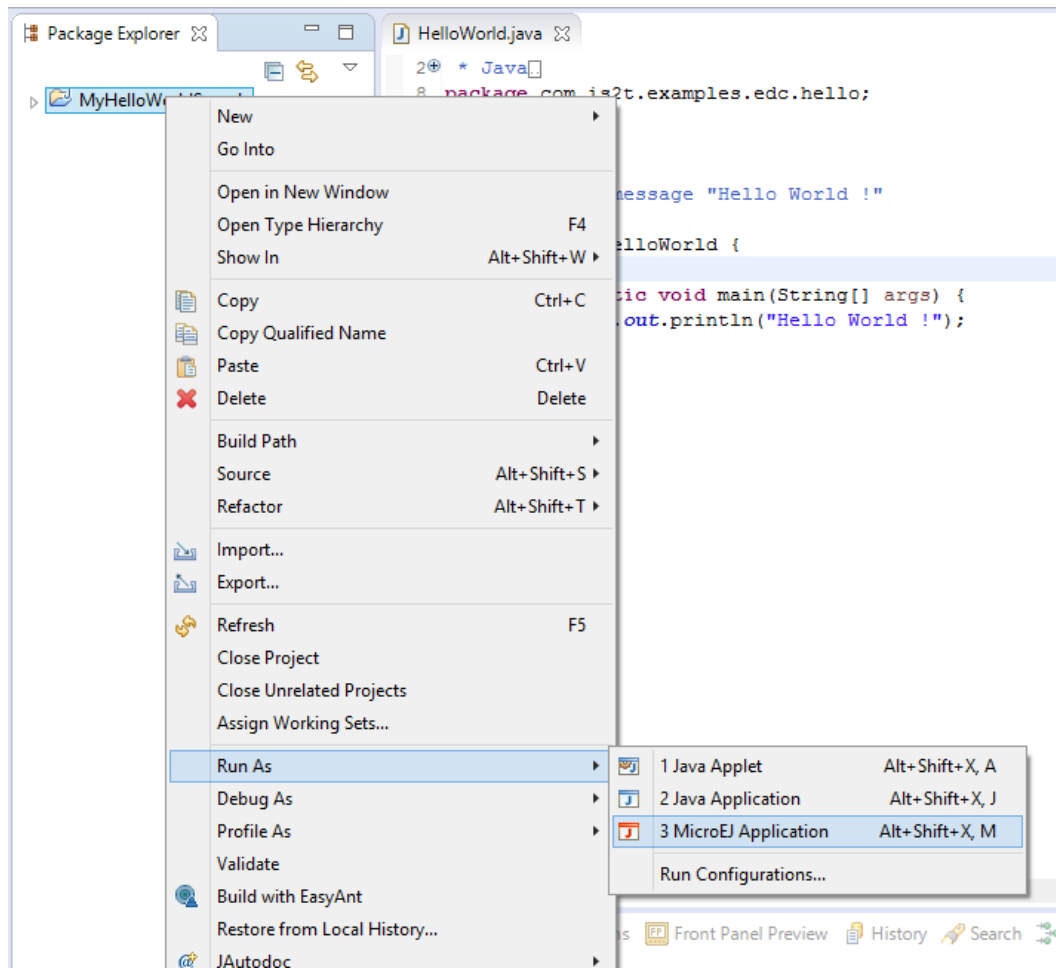 Package Explorer
HelloWorld.java
MyHelloWo
2 * Java
8 package com.is2t.examples.edc.hello;
message "Hello World !"
elloWorld {
tic void main(String[] args) {
.out.println("Hello World !");
New
Go Into
Open in New Window
Open Type Hierarchy F4
Show In Alt+Shift+W
Copy Ctrl+C
Copy Qualified Name
Paste Ctrl+V
Delete Delete
Build Path
Source Alt+Shift+S
Refactor Alt+Shift+T
Import...
Export...
Refresh F5
Close Project
Close Unrelated Projects
Assign Working Sets...
Run As
Debug As
Profile As
Validate
Build with EasyAnt
Restore from Local History...
JAutodoc
1 Java Applet Alt+Shift+X, A
2 Java Application Alt+Shift+X, J
3 MicroEJ Application Alt+Shift+X, M
Run Configurations...
ns FP Front Panel Preview History Search